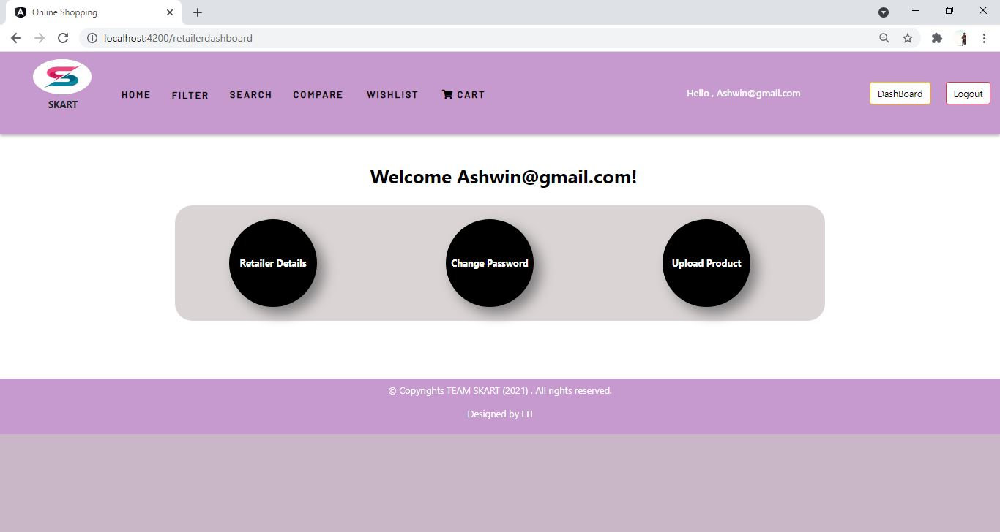 Online Shopping
localhost:4200/retailerdashboard
SKART
HOME FILTER SEARCH COMPARE WISHLIST CART
Hello , Ashwin@gmail.com
DashBoard
Logout
Welcome Ashwin@gmail.com!
Retailer Details
Change Password
Upload Product
© Copyrights TEAM SKART (2021) . All rights reserved.
Designed by LTI